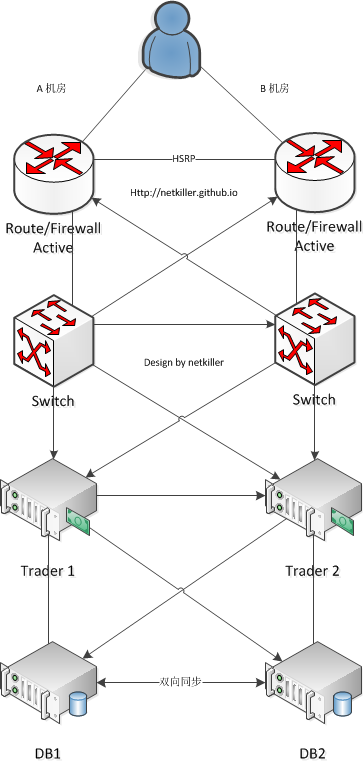 A 机房
B 机房
HSRP
Http://netkiller.github.io
Route/Firewall
Active
Route/Firewall
Active
Switch
Switch
Design by netkiller
Trader 1
Trader 2
双向同步
DB1
DB2